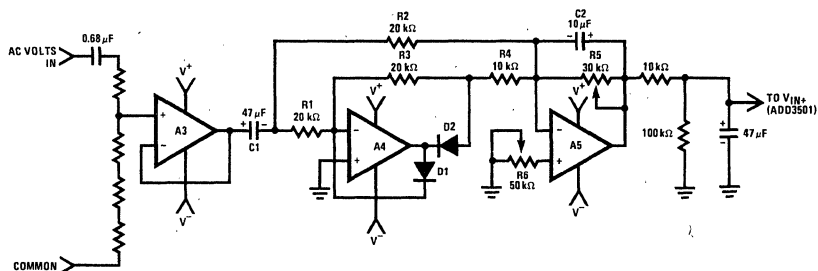 AC VOLTS
IN
0.68 μF
COMMON
V+
+
−
A3
V−
+ −
47 μF
C1
R1
20 kΩ
R2
20 kΩ
R3
20 kΩ
V+
−
+
A4
V−
D2
D1
R4
10 kΩ
C2
10 μF
− +
R5
30 kΩ
V+
−
+
A5
V−
R6
50 kΩ
10 kΩ
100 kΩ
+
−
47 μF
TO VIN+
(ADD3501)